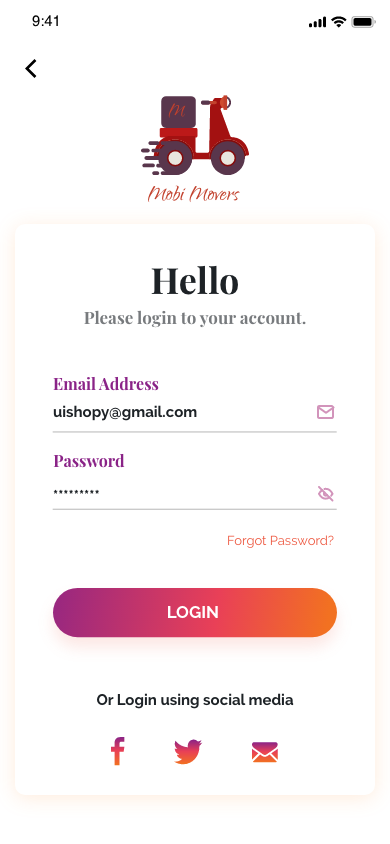 9:41
M
Mobi Movers
Hello
Please login to your account.
Email Address
uishopy@gmail.com
Password
*********
Forgot Password?
LOGIN
Or Login using social media